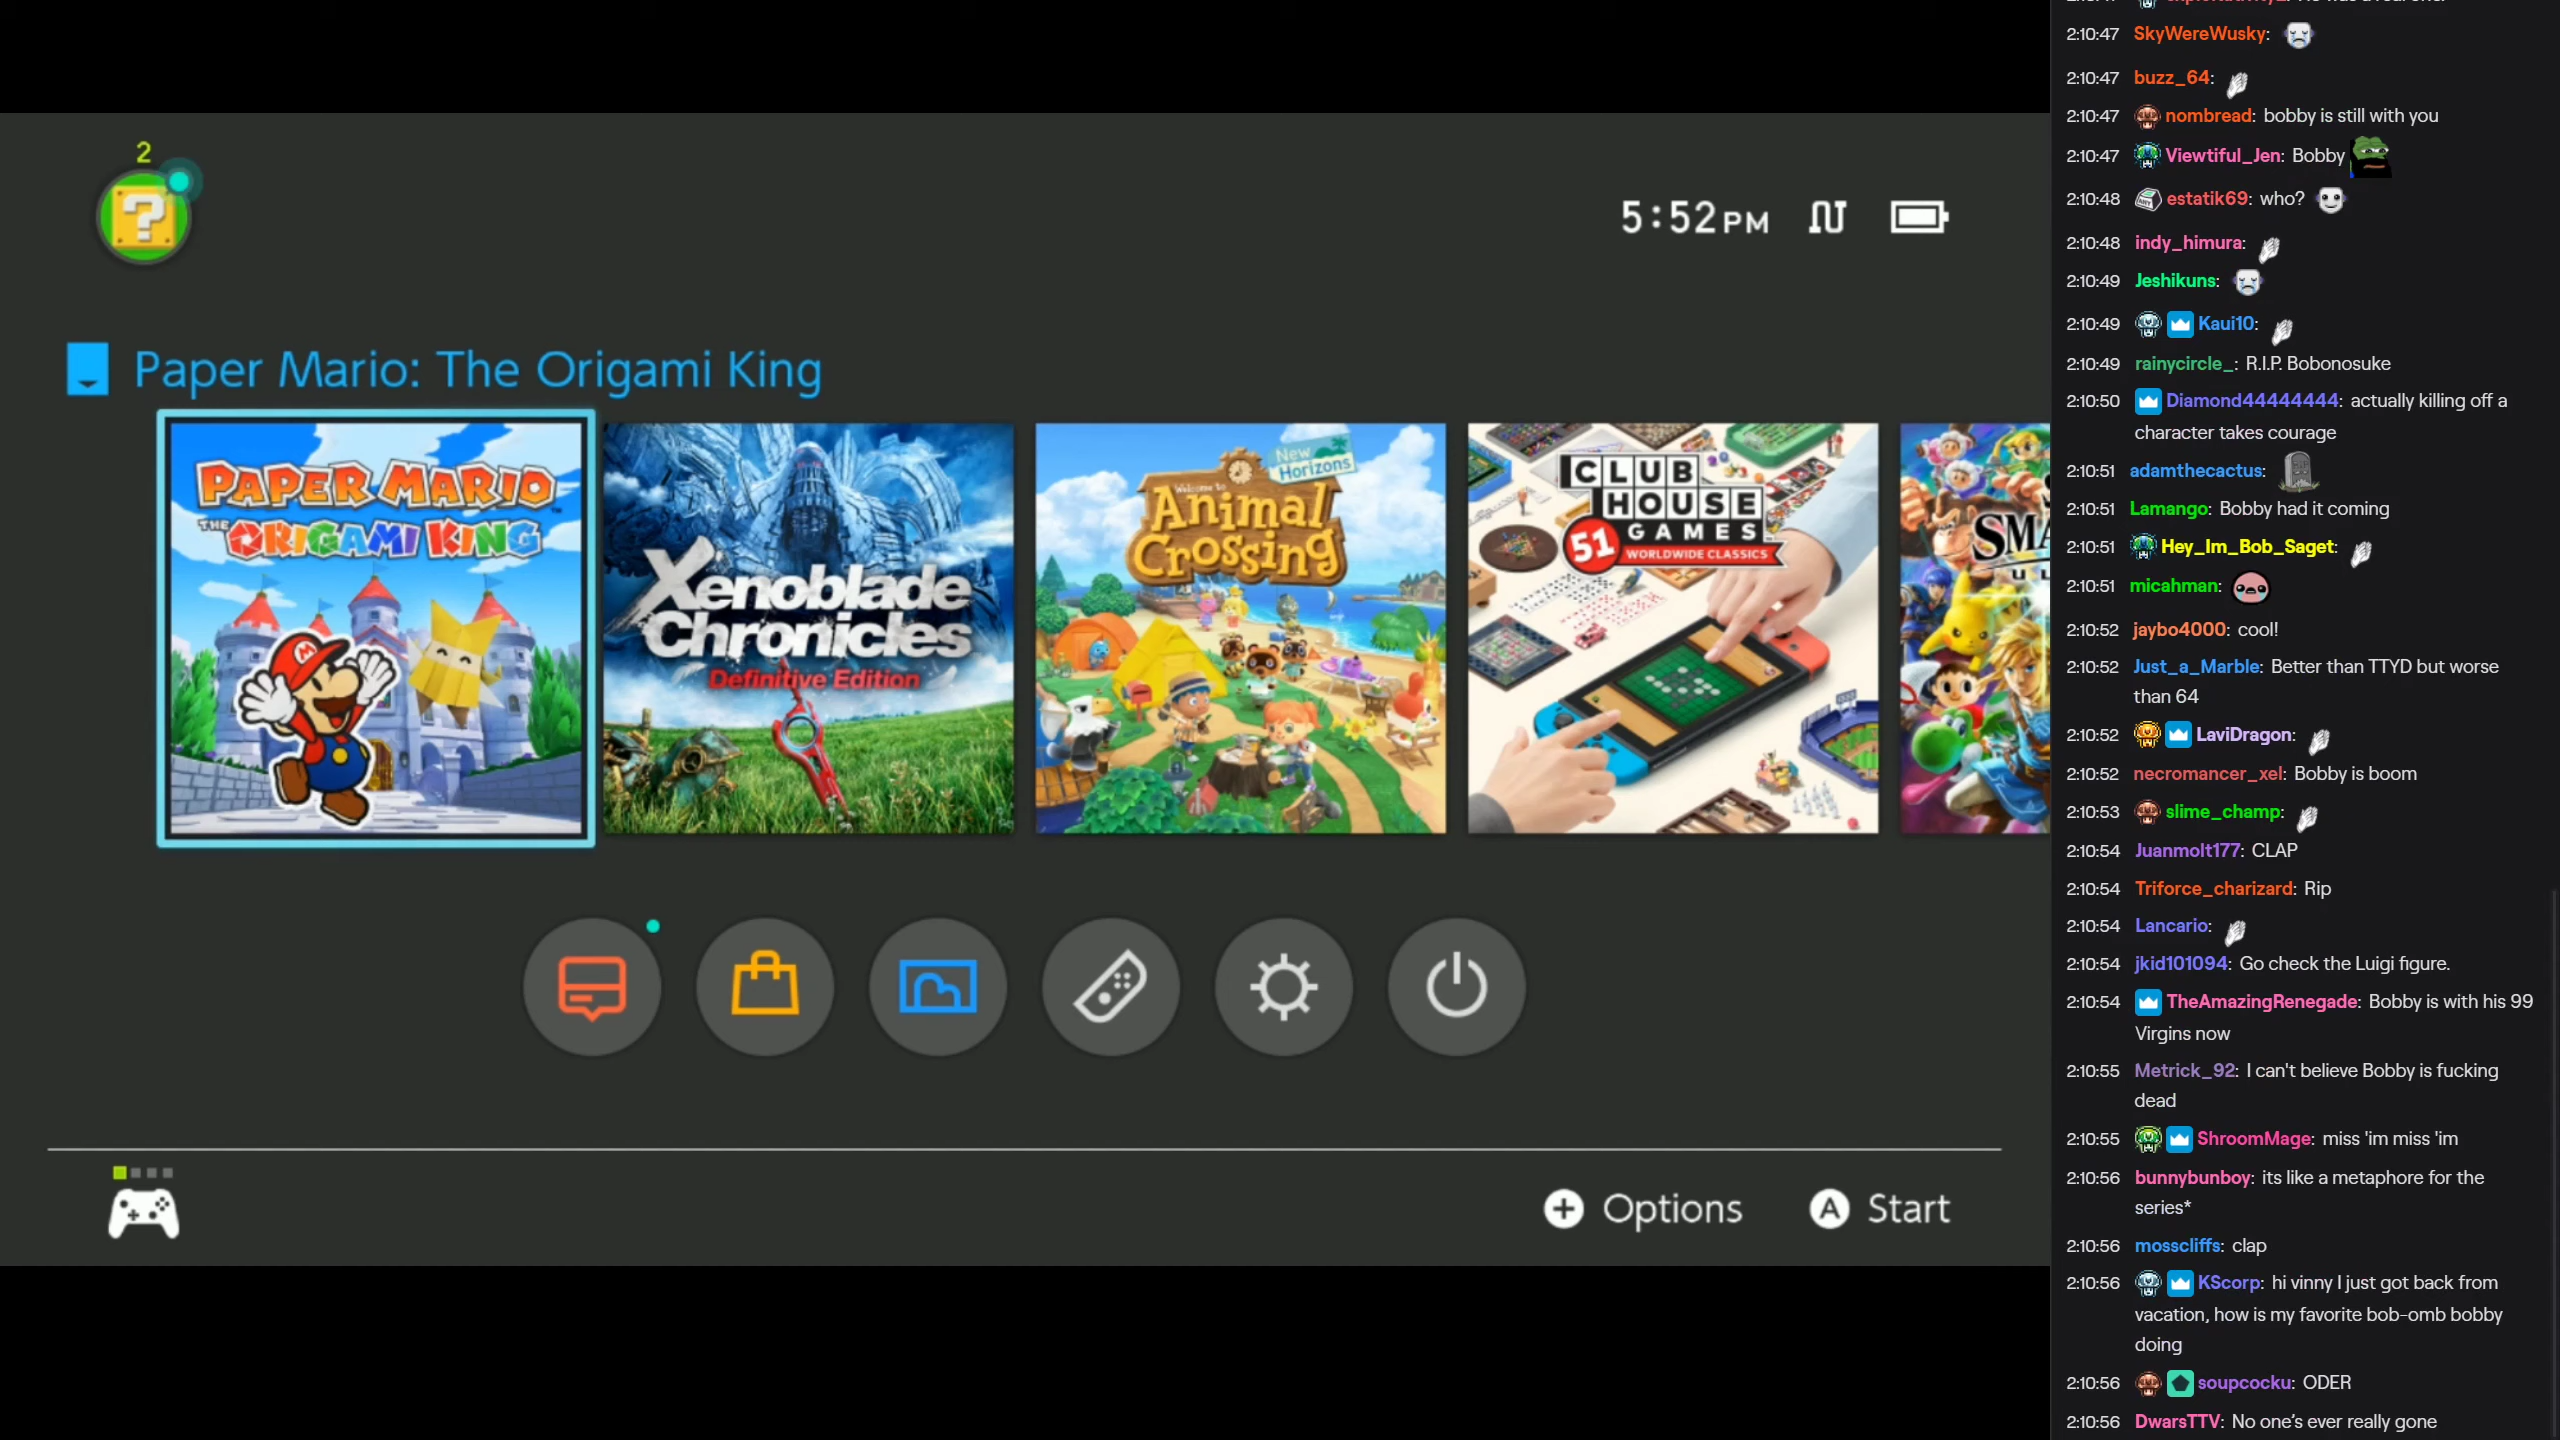 2
5:52 PM
Paper Mario: The Origami King
PAPER MARIO
THE ORIGAMI KING
Xenoblade
Chronicles
Definitive Edition
New
Horizons
Welcome to
Animal
Crossing
CLUB
HOUSE
GAMES
51
WORLDWIDE CLASSICS
Options
A Start
2:10:47 SkyWereWusky:
2:10:47 buzz_64:
2:10:47 nombread: bobby is still with you
2:10:47 Viewtiful_Jen: Bobby
2:10:48 estatik69: who?
2:10:48 indy_himura:
2:10:49 Jeshikuns:
2:10:49 Kaui10:
2:10:49 rainycircle_: R.I.P. Bobonosuke
2:10:50 Diamond44444444: actually killing off a
character takes courage
2:10:51 adamthecactus:
2:10:51 Lamango: Bobby had it coming
2:10:51 Hey_Im_Bob_Saget:
2:10:51 micahman:
2:10:52 jaybo4000: cool!
2:10:52 Just_a_Marble: Better than TTYD but worse
than 64
2:10:52 LaviDragon:
2:10:52 necromancer_xel: Bobby is boom
2:10:53 slime_champ:
2:10:54 Juanmolt177: CLAP
2:10:54 Triforce_charizard: Rip
2:10:54 Lancario:
2:10:54 jkid101094: Go check the Luigi figure.
2:10:54 TheAmazingRenegade: Bobby is with his 99
Virgins now
2:10:55 Metrick_92: I can't believe Bobby is fucking
dead
2:10:55 ShroomMage: miss 'im miss 'im
2:10:56 bunnybunboy: its like a metaphore for the
series*
2:10:56 mosscliffs: clap
2:10:56 KScorp: hi vinny I just got back from
vacation, how is my favorite bob-omb bobby
doing
2:10:56 soupcocku: ODER
2:10:56 DwarsTTV: No one's ever really gone